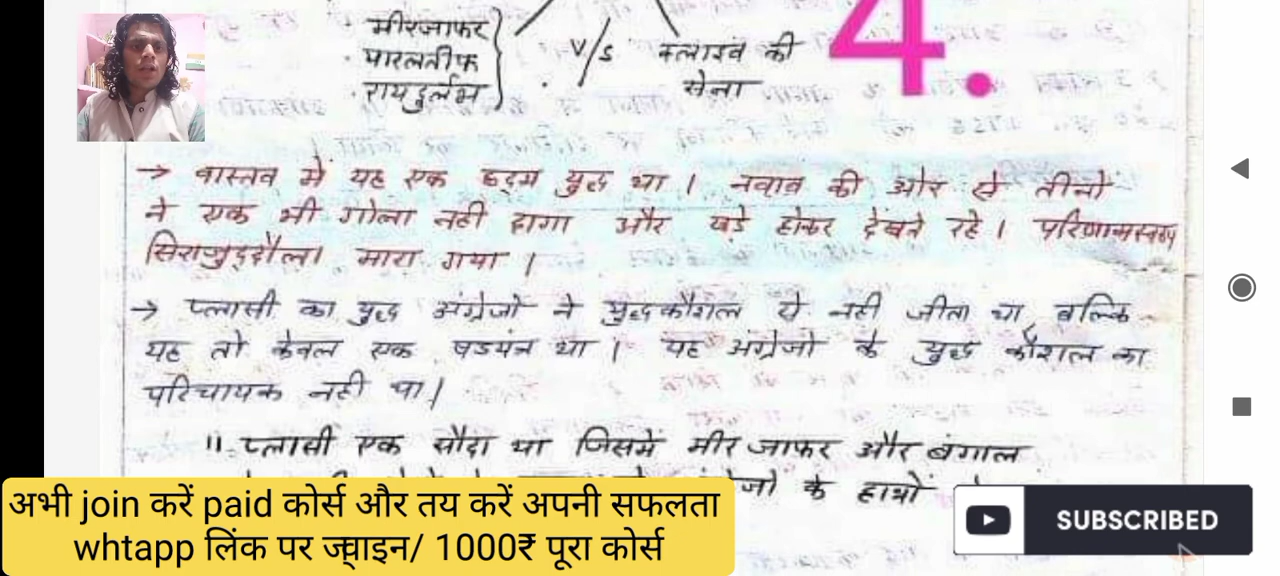 मीरजाफर
पारलतीफ
रायदुर्लभ
v/s क्लाइव की
सेना
4.
→ वास्तव में यह एक छद्म युद्ध था। नवाव की ओर से तीनो
ने एक भी गोला नही दागा और खड़े होकर देखते रहे। परिणामस्वरूप
सिराजुद्दौला मारा गया।
→ प्लासी का युद्ध अंग्रेजो ने युद्धकौशल से नही जीता था, बल्कि
यह तो केवल एक षडयंत्र था। यह अंग्रेजों के युद्ध कौशल का
परिचायक नही था।
"प्लासी एक सौदा था जिसमें मीर जाफर और बंगाल
के हाथों
अभी join करें paid कोर्स और तय करें अपनी सफलता
whtapp लिंक पर ज्वाइन/ 1000₹ पूरा कोर्स
SUBSCRIBED